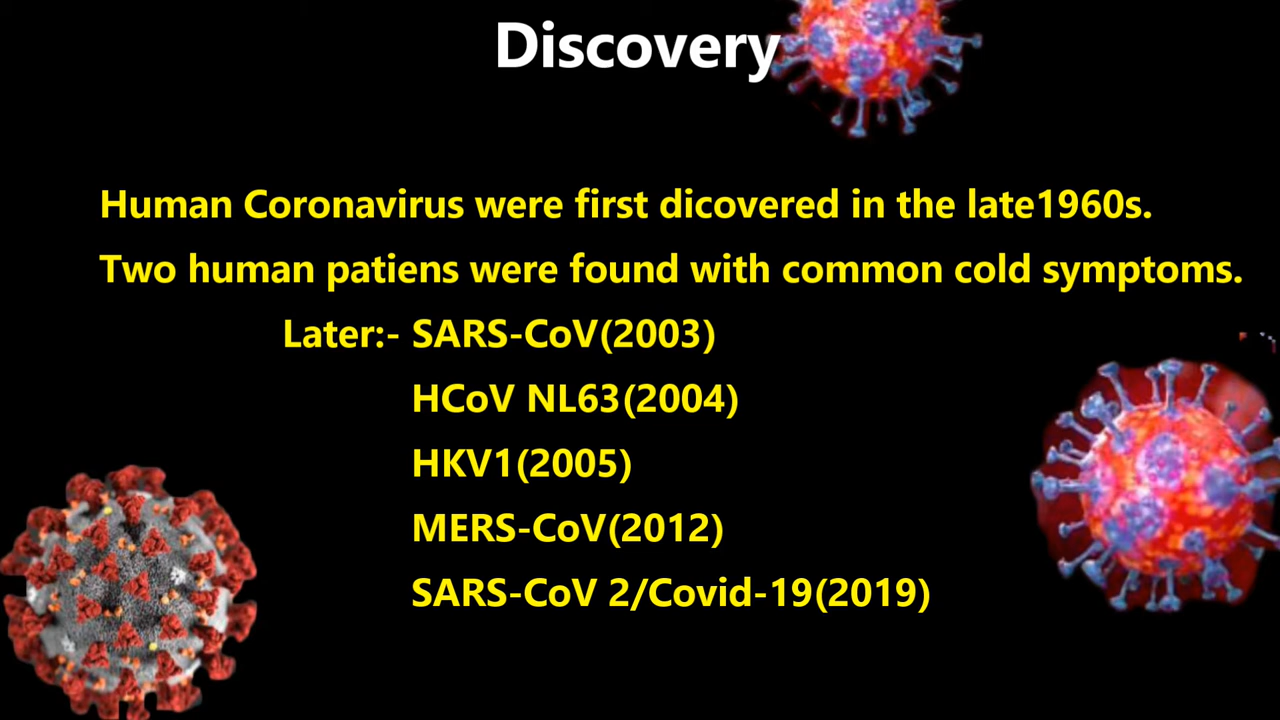 Discovery
Human Coronavirus were first dicovered in the late1960s.
Two human patiens were found with common cold symptoms.
Later:- SARS-CoV(2003)
HCoV NL63(2004)
HKV1(2005)
MERS-CoV(2012)
SARS-CoV 2/Covid-19(2019)